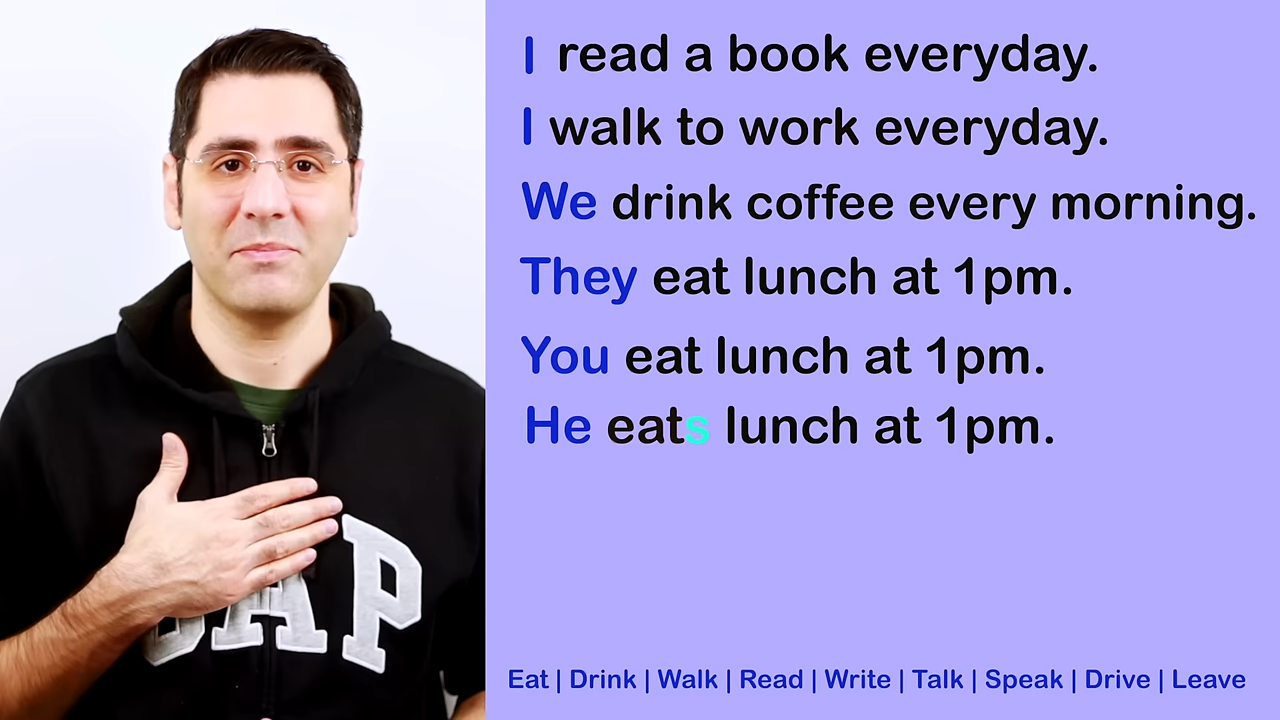 I read a book everyday.
I walk to work everyday.
We drink coffee every morning.
They eat lunch at 1pm.
You eat lunch at 1pm.
He eats lunch at 1pm.
GAP
Eat | Drink | Walk | Read | Write | Talk | Speak | Drive | Leave